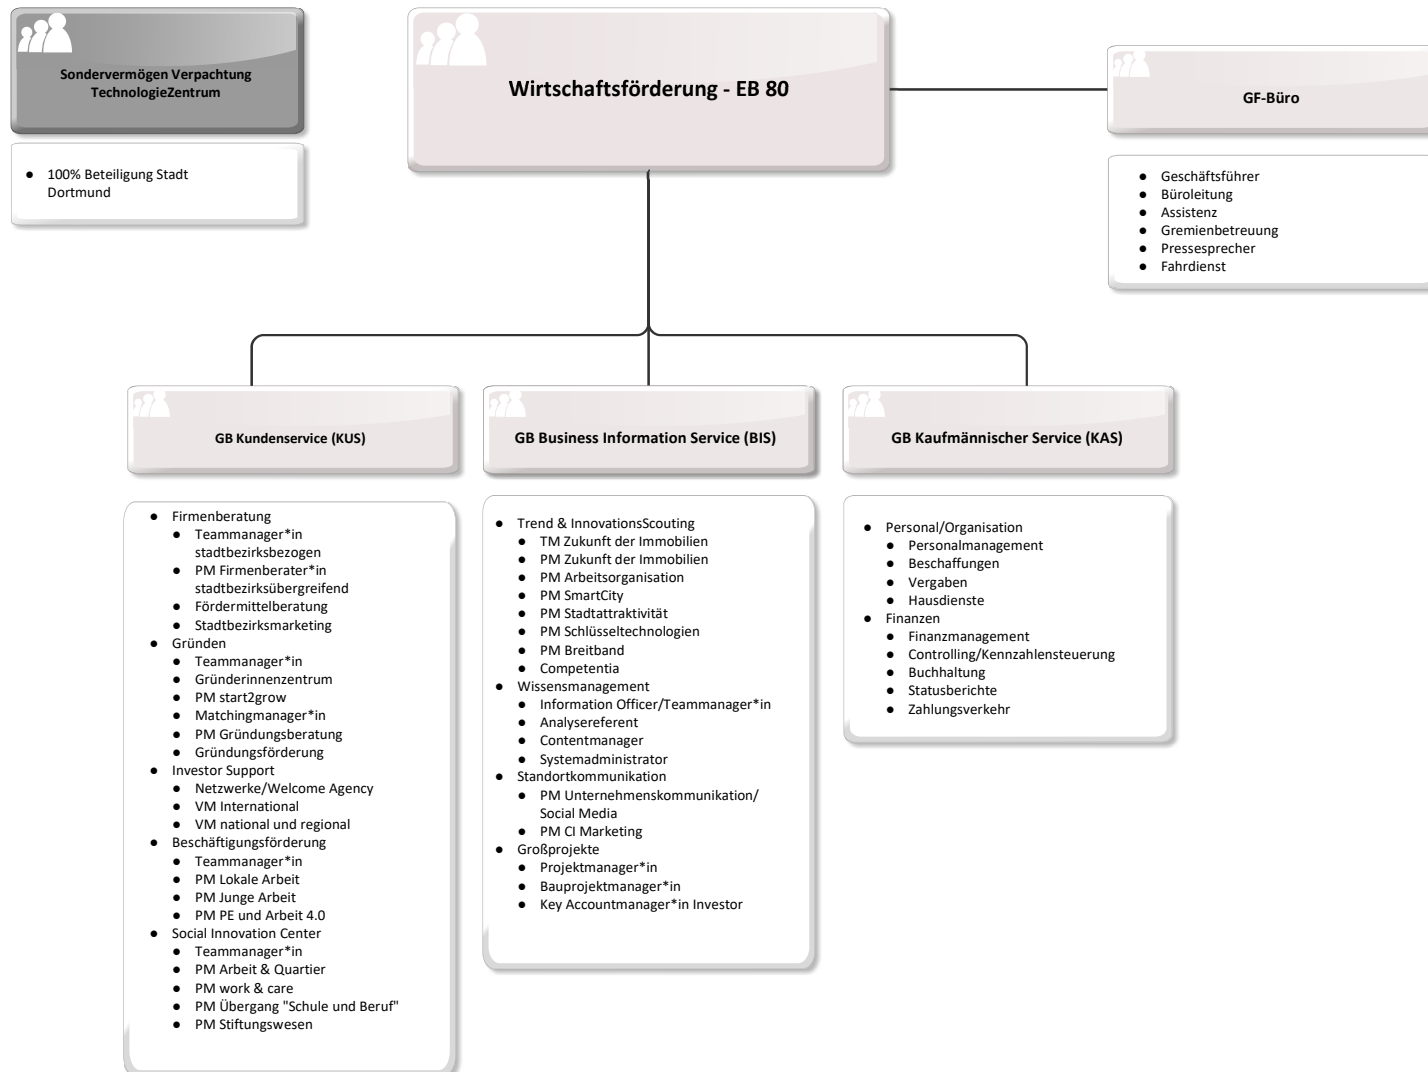 Sondervermögen Verpachtung
TechnologieZentrum
100% Beteiligung Stadt
Dortmund
Wirtschaftsförderung - EB 80
GF-Büro
Geschäftsführer
Büroleitung
Assistenz
Gremienbetreuung
Pressesprecher
Fahrdienst
GB Kundenservice (KUS)
Firmenberatung
Teammanager*in
stadtbezirksbezogen
PM Firmenberater*in
stadtbezirksübergreifend
Fördermittelberatung
Stadtbezirksmarketing
Gründen
Teammanager*in
Gründerinnenzentrum
PM start2grow
Matchingmanager*in
PM Gründungsberatung
Gründungsförderung
Investor Support
Netzwerke/Welcome Agency
VM International
VM national und regional
Beschäftigungsförderung
Teammanager*in
PM Lokale Arbeit
PM Junge Arbeit
PM PE und Arbeit 4.0
Social Innovation Center
Teammanager*in
PM Arbeit & Quartier
PM work & care
PM Übergang "Schule und Beruf"
PM Stiftungswesen
GB Business Information Service (BIS)
Trend & InnovationsScouting
TM Zukunft der Immobilien
PM Zukunft der Immobilien
PM Arbeitsorganisation
PM SmartCity
PM Stadtattraktivität
PM Schlüsseltechnologien
PM Breitband
Competentia
Wissensmanagement
Information Officer/Teammanager*in
Analysereferent
Contentmanager
Systemadministrator
Standortkommunikation
PM Unternehmenskommunikation/
Social Media
PM CI Marketing
Großprojekte
Projektmanager*in
Bauprojektmanager*in
Key Accountmanager*in Investor
GB Kaufmännischer Service (KAS)
Personal/Organisation
Personalmanagement
Beschaffungen
Vergaben
Hausdienste
Finanzen
Finanzmanagement
Controlling/Kennzahlensteuerung
Buchhaltung
Statusberichte
Zahlungsverkehr